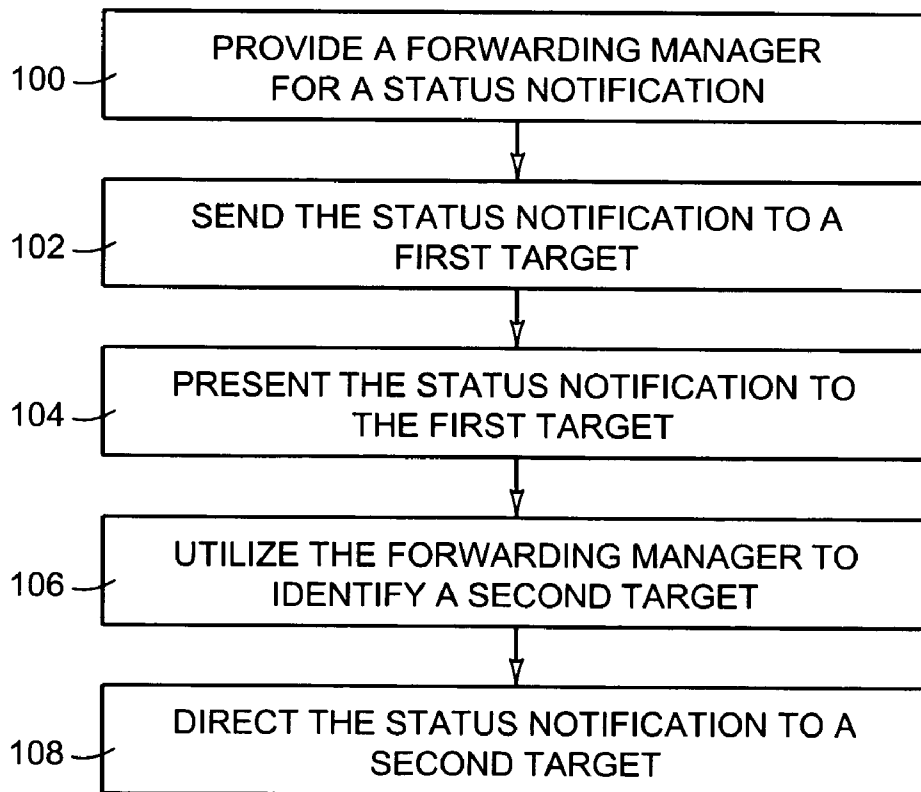 PROVIDE A FORWARDING MANAGER
100
FOR A STATUS NOTIFICATION
SEND THE STATUS NOTIFICATION TO A
102
FIRST TARGET
PRESENT THE STATUS NOTIFICATION TO
104
THE FIRST TARGET
UTILIZE THE FORWARDING MANAGER TO
106
IDENTIFY A SECOND TARGET
DIRECT THE STATUS NOTIFICATION TO A
108
SECOND TARGET